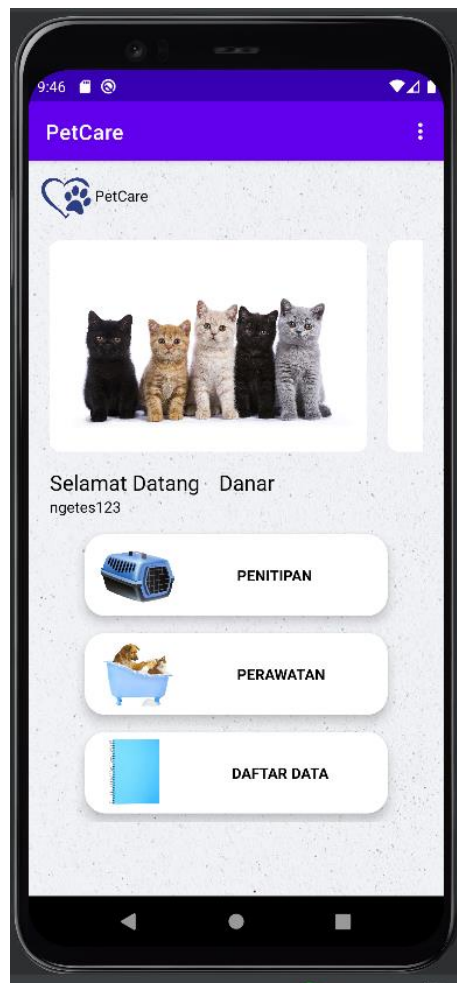 9:46
PetCare
PetCare
Selamat Datang Danar
ngetes123
PENITIPAN
PERAWATAN
DAFTAR DATA